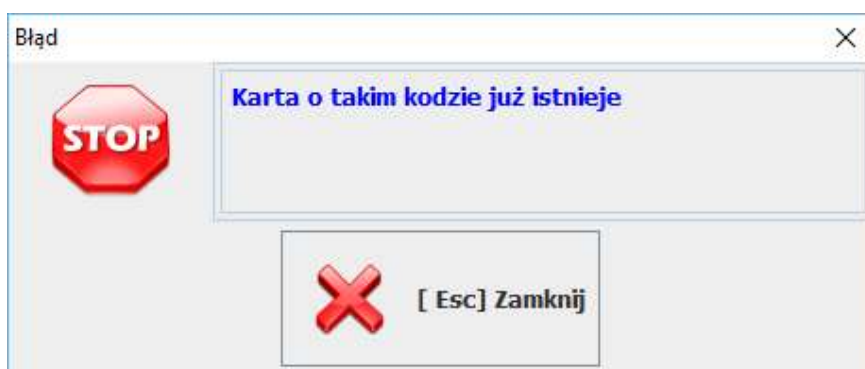 Błąd
STOP
Karta o takim kodzie już istnieje
[ Esc] Zamknij